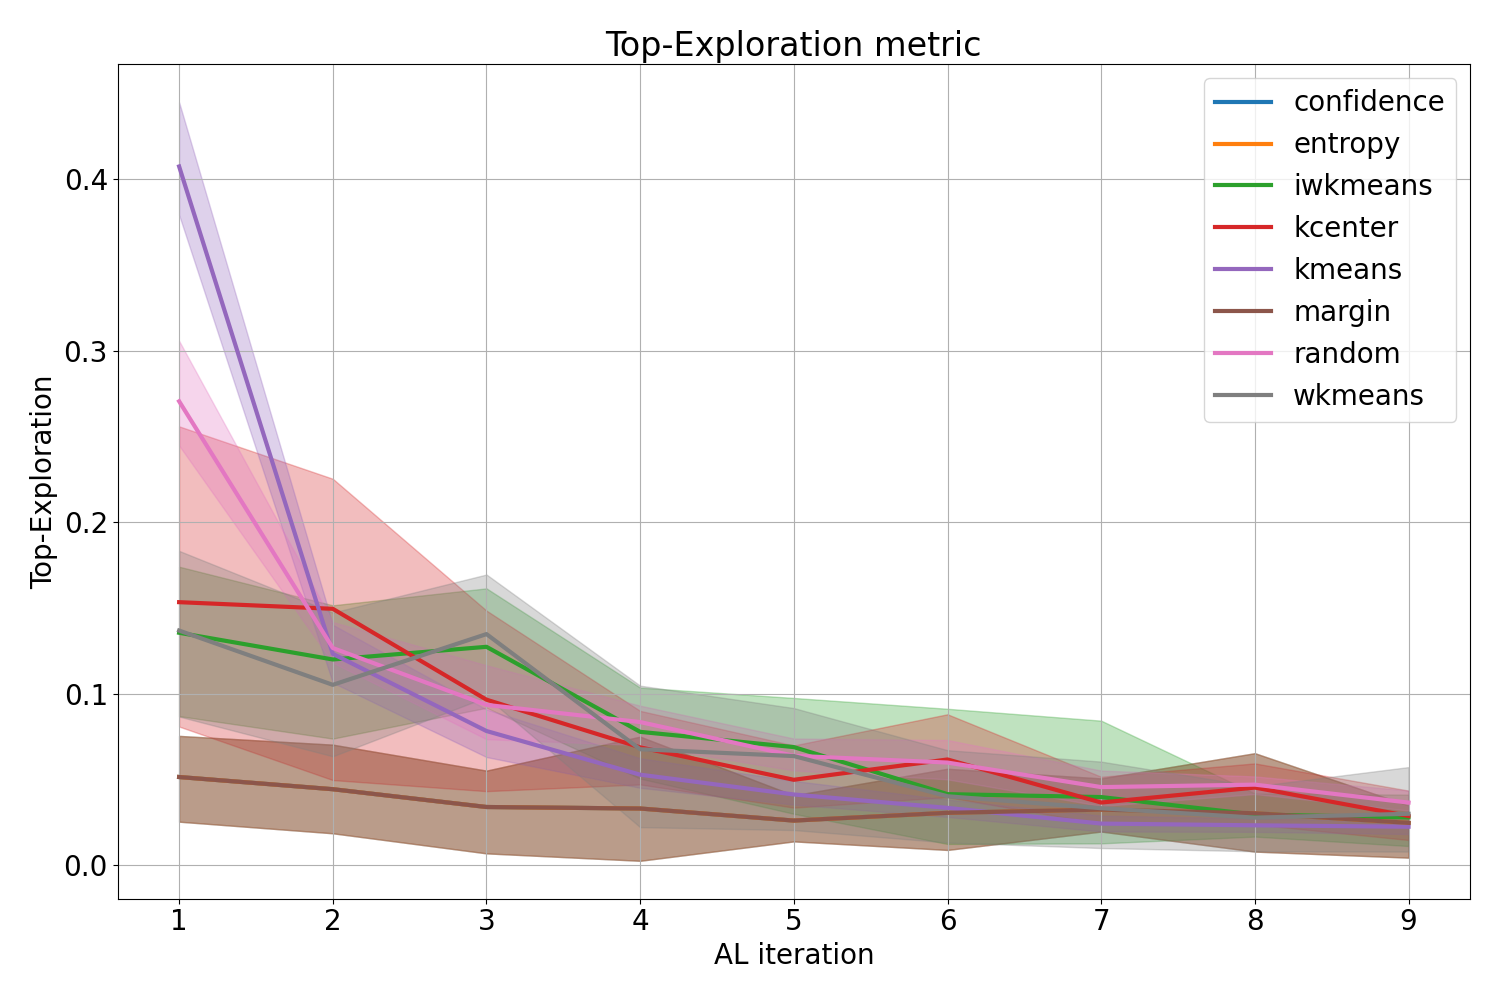 Top-Exploration metric
confidence
entropy
iwkmeans
kcenter
kmeans
margin
random
wkmeans
Top-Exploration
0.4
0.3
0.2
0.1
0.0
1 2 3 4 5 6 7 8 9
AL iteration